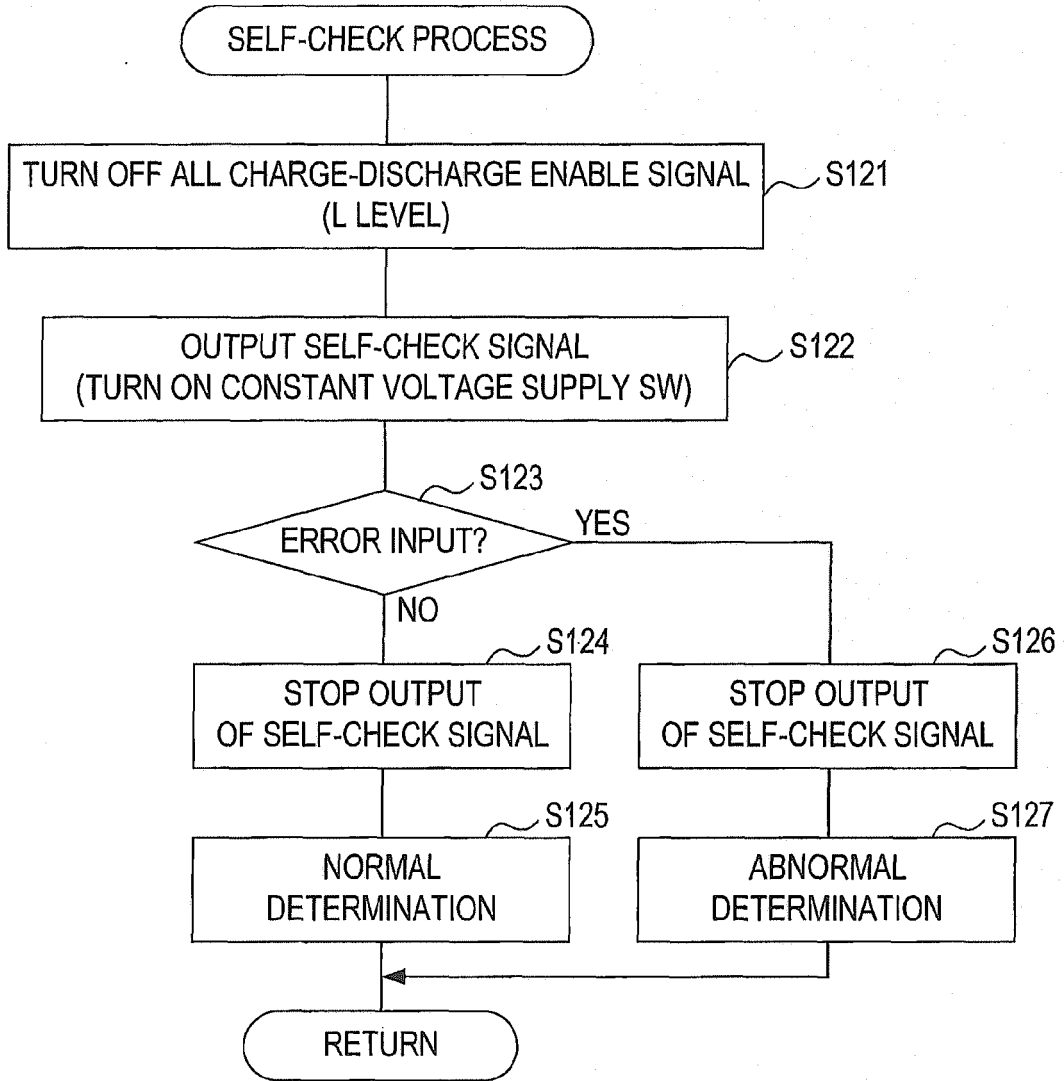 SELF-CHECK PROCESS
TURN OFF ALL CHARGE-DISCHARGE ENABLE SIGNAL
(L LEVEL)
S121
OUTPUT SELF-CHECK SIGNAL
(TURN ON CONSTANT VOLTAGE SUPPLY SW)
S122
S123
ERROR INPUT?
YES
NO
S124
STOP OUTPUT
OF SELF-CHECK SIGNAL
S126
STOP OUTPUT
OF SELF-CHECK SIGNAL
S125
NORMAL
DETERMINATION
S127
ABNORMAL
DETERMINATION
RETURN